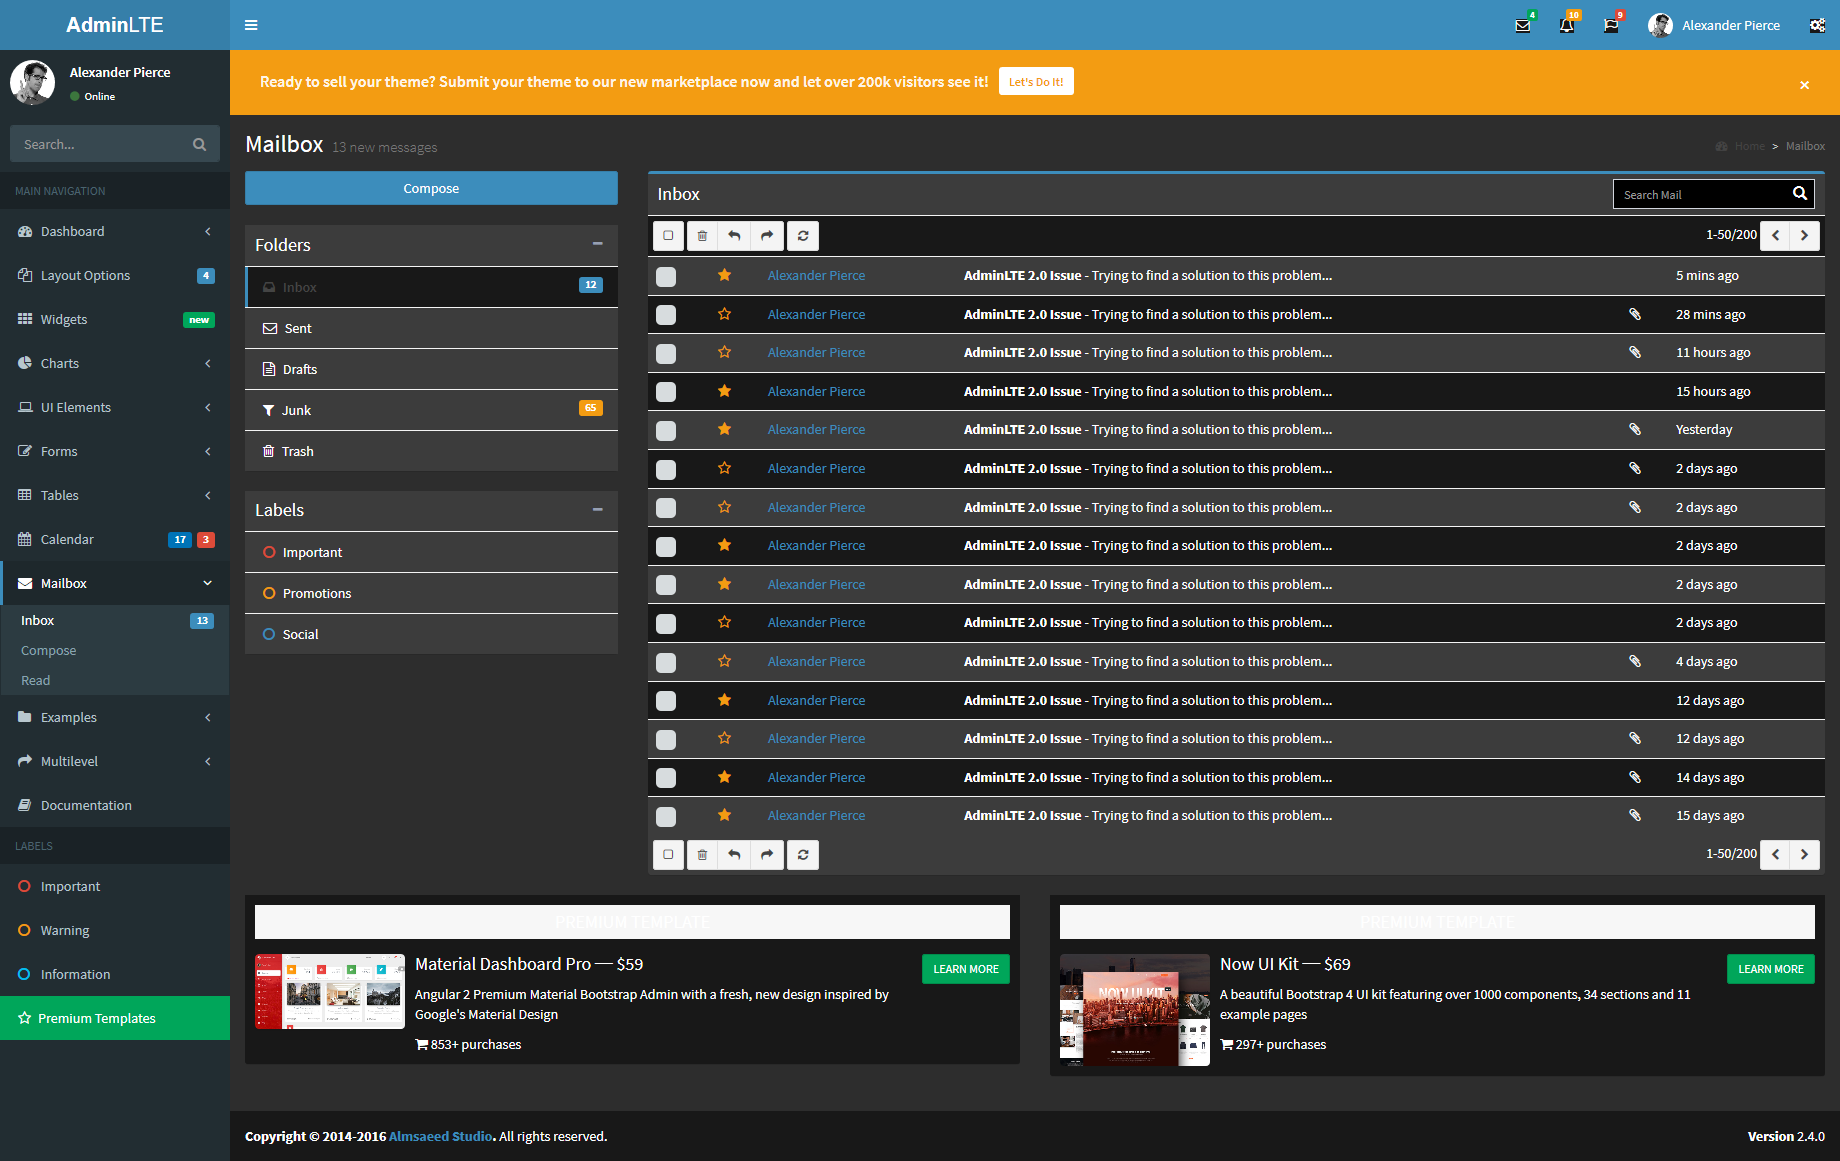 AdminLTE
4
10
9
Alexander Pierce
Alexander Pierce
Online
Search...
MAIN NAVIGATION
Dashboard
Layout Options 4
Widgets new
Charts
UI Elements
Forms
Tables
Calendar 17 3
Mailbox
Inbox 13
Compose
Read
Examples
Multilevel
Documentation
LABELS
Important
Warning
Information
Premium Templates
Ready to sell your theme? Submit your theme to our new marketplace now and let over 200k visitors see it! Let's Do It!
×
Mailbox 13 new messages
Home > Mailbox
Compose
Folders
Inbox 12
Sent
Drafts
Junk 65
Trash
Labels
Important
Promotions
Social
Inbox
Search Mail
1-50/200
Alexander Pierce AdminLTE 2.0 Issue - Trying to find a solution to this problem... 5 mins ago
Alexander Pierce AdminLTE 2.0 Issue - Trying to find a solution to this problem... 28 mins ago
Alexander Pierce AdminLTE 2.0 Issue - Trying to find a solution to this problem... 11 hours ago
Alexander Pierce AdminLTE 2.0 Issue - Trying to find a solution to this problem... 15 hours ago
Alexander Pierce AdminLTE 2.0 Issue - Trying to find a solution to this problem... Yesterday
Alexander Pierce AdminLTE 2.0 Issue - Trying to find a solution to this problem... 2 days ago
Alexander Pierce AdminLTE 2.0 Issue - Trying to find a solution to this problem... 2 days ago
Alexander Pierce AdminLTE 2.0 Issue - Trying to find a solution to this problem... 2 days ago
Alexander Pierce AdminLTE 2.0 Issue - Trying to find a solution to this problem... 2 days ago
Alexander Pierce AdminLTE 2.0 Issue - Trying to find a solution to this problem... 2 days ago
Alexander Pierce AdminLTE 2.0 Issue - Trying to find a solution to this problem... 4 days ago
Alexander Pierce AdminLTE 2.0 Issue - Trying to find a solution to this problem... 12 days ago
Alexander Pierce AdminLTE 2.0 Issue - Trying to find a solution to this problem... 12 days ago
Alexander Pierce AdminLTE 2.0 Issue - Trying to find a solution to this problem... 14 days ago
Alexander Pierce AdminLTE 2.0 Issue - Trying to find a solution to this problem... 15 days ago
1-50/200
PREMIUM TEMPLATE
Material Dashboard Pro — $59
LEARN MORE
Angular 2 Premium Material Bootstrap Admin with a fresh, new design inspired by
Google's Material Design
853+ purchases
PREMIUM TEMPLATE
NOW UI KIT
Now UI Kit — $69
LEARN MORE
A beautiful Bootstrap 4 UI kit featuring over 1000 components, 34 sections and 11
example pages
297+ purchases
Copyright © 2014-2016 Almsaeed Studio. All rights reserved.
Version 2.4.0